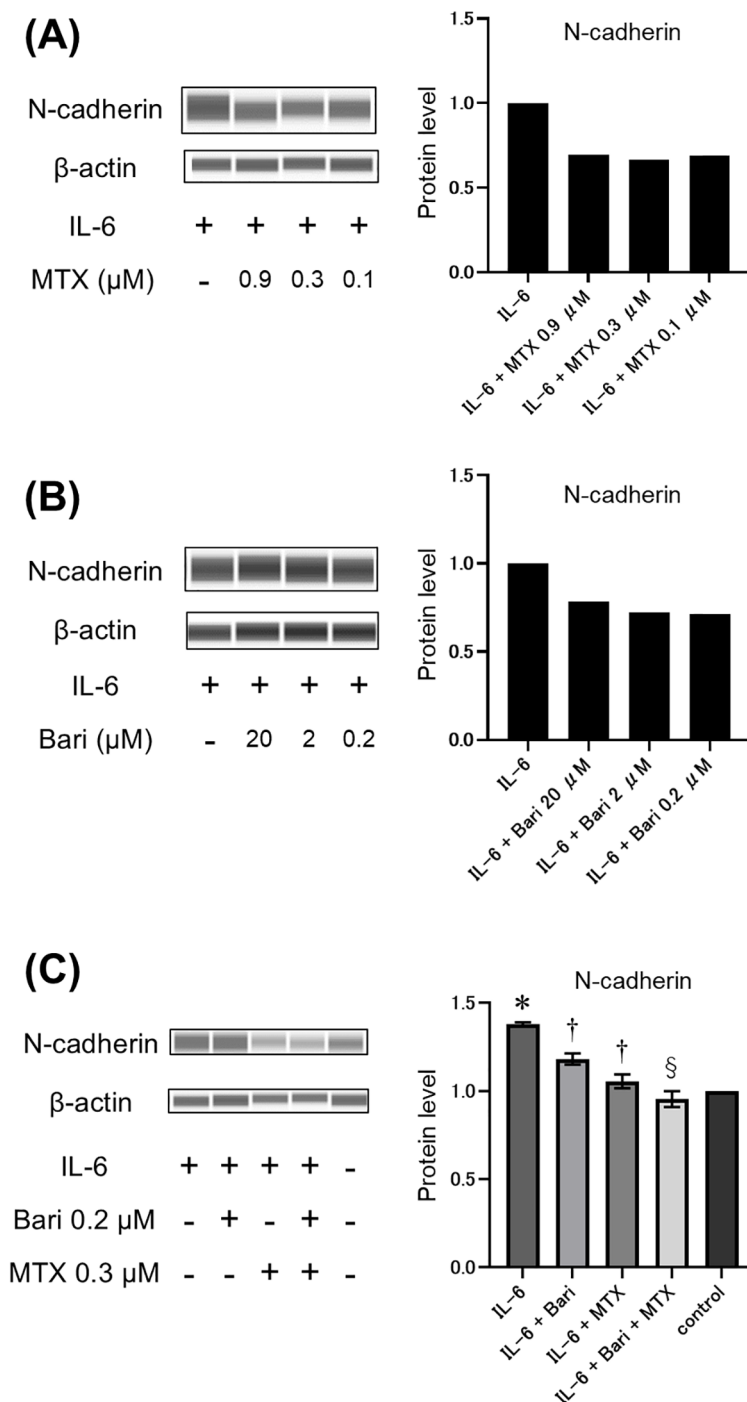 (A)
N-cadherin
β-actin
IL-6 + + + +
MTX (μM) - 0.9 0.3 0.1
N-cadherin
Protein level
1.5
1.0
0.5
0.0
IL-6
IL-6 + MTX 0.9 μM
IL-6 + MTX 0.3 μM
IL-6 + MTX 0.1 μM
(B)
N-cadherin
β-actin
IL-6 + + + +
Bari (μM) - 20 2 0.2
N-cadherin
Protein level
1.5
1.0
0.5
0.0
IL-6
IL-6 + Bari 20 μM
IL-6 + Bari 2 μM
IL-6 + Bari 0.2 μM
(C)
N-cadherin
β-actin
IL-6 + + + + -
Bari 0.2 μM - + - + -
MTX 0.3 μM - - + + -
N-cadherin
Protein level
1.5
1.0
0.5
0.0
* † † §
IL-6
IL-6 + Bari
IL-6 + MTX
IL-6 + Bari + MTX
control